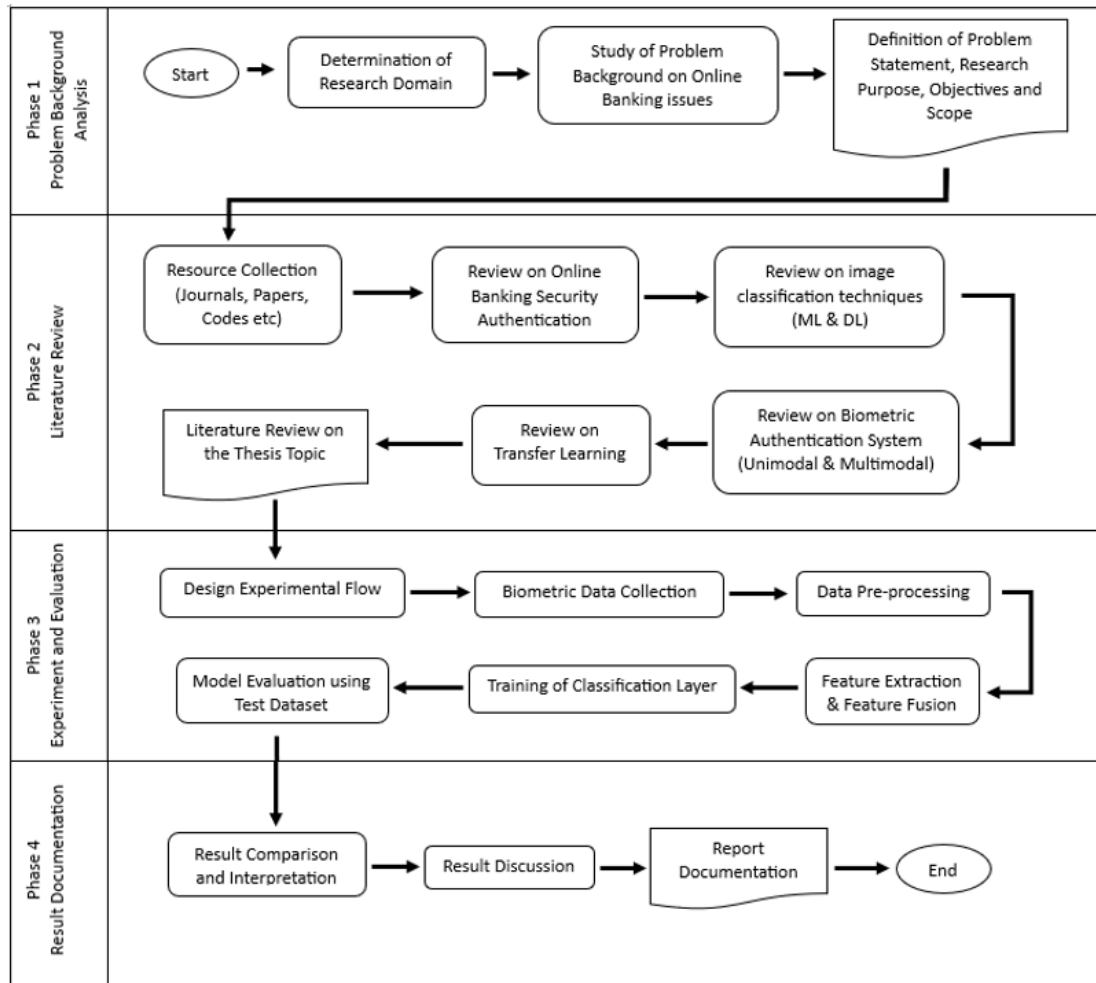 Phase 1
Problem Background
Analysis
Start
Determination of
Research Domain
Study of Problem
Background on Online
Banking issues
Definition of Problem
Statement, Research
Purpose, Objectives and
Scope
Phase 2
Literature Review
Resource Collection
(Journals, Papers,
Codes etc)
Review on Online
Banking Security
Authentication
Review on image
classification techniques
(ML & DL)
Review on Biometric
Authentication System
(Unimodal & Multimodal)
Review on
Transfer Learning
Literature Review on
the Thesis Topic
Phase 3
Experiment and Evaluation
Design Experimental Flow
Biometric Data Collection
Data Pre-processing
Feature Extraction
& Feature Fusion
Training of Classification Layer
Model Evaluation using
Test Dataset
Phase 4
Result Documentation
Result Comparison
and Interpretation
Result Discussion
Report
Documentation
End